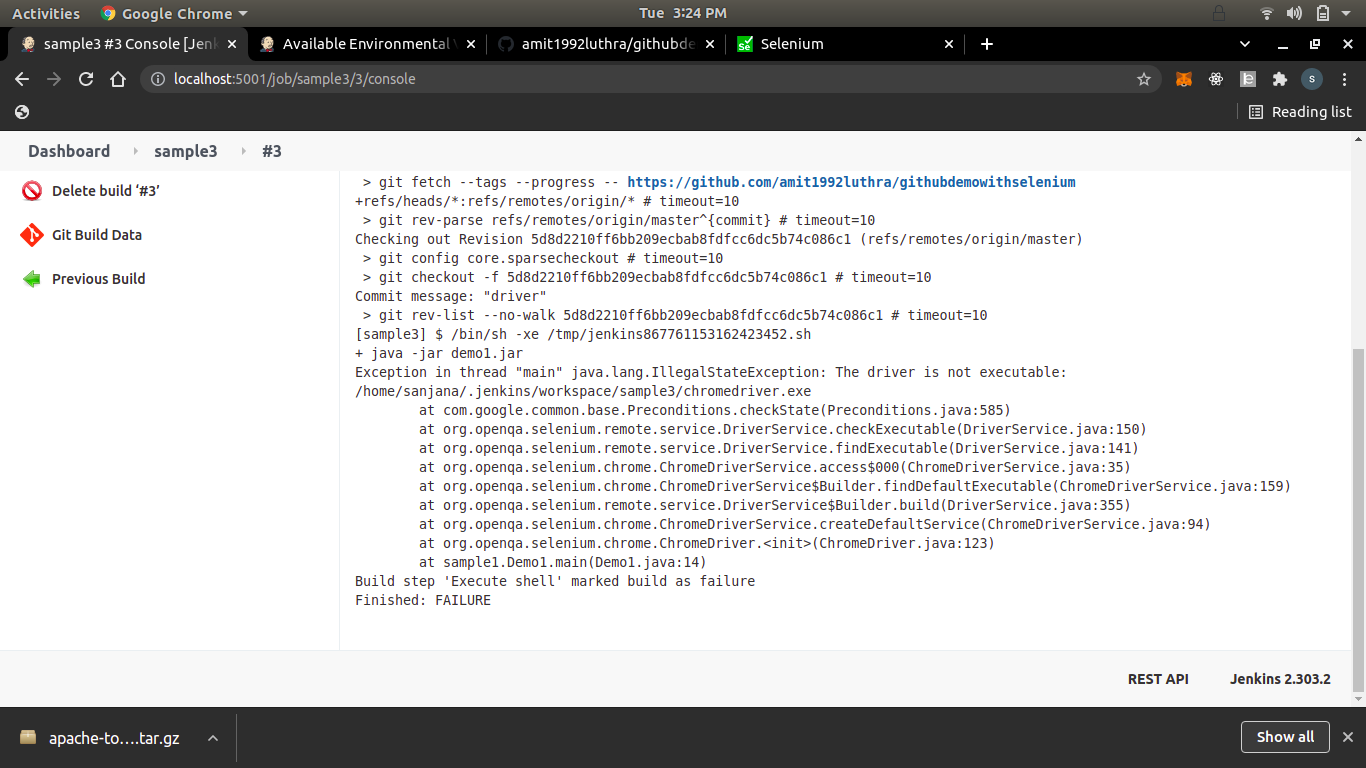 Activities
Google Chrome
Tue 3:24 PM
sample3 #3 Console [Jen
Available Environmental
amit1992luthra/githubde
Selenium
localhost:5001/job/sample3/3/console
S
Reading list
Dashboard
sample3
#3
Delete build ‘#3’
Git Build Data
Previous Build
> git fetch --tags --progress -- https://github.com/amit1992luthra/githubdemowithselenium
+refs/heads/*:refs/remotes/origin/* # timeout=10
> git rev-parse refs/remotes/origin/master^{commit} # timeout=10
Checking out Revision 5d8d2210ff6bb209ecbab8fdfcc6dc5b74c086c1 (refs/remotes/origin/master)
> git config core.sparsecheckout # timeout=10
> git checkout -f 5d8d2210ff6bb209ecbab8fdfcc6dc5b74c086c1 # timeout=10
Commit message: "driver"
> git rev-list --no-walk 5d8d2210ff6bb209ecbab8fdfcc6dc5b74c086c1 # timeout=10
[sample3] $ /bin/sh -xe /tmp/jenkins867761153162423452.sh
+ java -jar demo1.jar
Exception in thread "main" java.lang.IllegalStateException: The driver is not executable:
/home/sanjana/.jenkins/workspace/sample3/chromedriver.exe
at com.google.common.base.Preconditions.checkState(Preconditions.java:585)
at org.openqa.selenium.remote.service.DriverService.checkExecutable(DriverService.java:150)
at org.openqa.selenium.remote.service.DriverService.findExecutable(DriverService.java:141)
at org.openqa.selenium.chrome.ChromeDriverService.access$000(ChromeDriverService.java:35)
at org.openqa.selenium.chrome.ChromeDriverService$Builder.findDefaultExecutable(ChromeDriverService.java:159)
at org.openqa.selenium.remote.service.DriverService$Builder.build(DriverService.java:355)
at org.openqa.selenium.chrome.ChromeDriverService.createDefaultService(ChromeDriverService.java:94)
at org.openqa.selenium.chrome.ChromeDriver.<init>(ChromeDriver.java:123)
at sample1.Demo1.main(Demo1.java:14)
Build step 'Execute shell' marked build as failure
Finished: FAILURE
REST API
Jenkins 2.303.2
apache-to….tar.gz
Show all